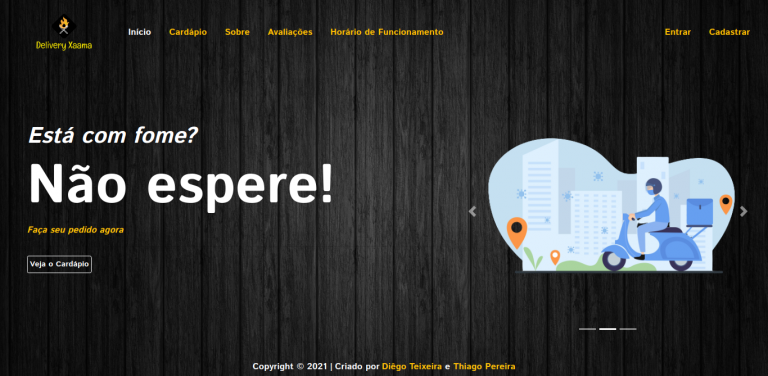 Delivery Xaama
Início
Cardápio
Sobre
Avaliações
Horário de Funcionamento
Entrar
Cadastrar
Está com fome?
Não espere!
Faça seu pedido agora
Veja o Cardápio
Copyright © 2021 | Criado por Diêgo Teixeira e Thiago Pereira